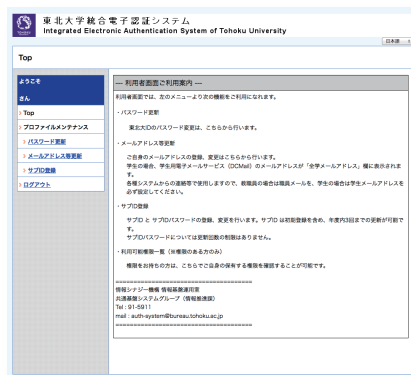 東北大学統合電子認証システム
Integrated Electronic Authentication System of Tohoku University
日本語
Top
ようこそ
さん
Top
プロファイルメンテナンス
パスワード更新
メールアドレス等更新
サブID登録
ログアウト
― 利用者画面ご利用案内 ―
利用者画面では、左のメニューより次の機能をご利用になれます。
・パスワード更新
東北大IDのパスワード変更は、こちらから行います。
・メールアドレス等更新
ご自身のメールアドレスの登録、変更はこちらから行います。
学生の場合、学生用電子メールサービス（DCMail）のメールアドレスが「全学メールアドレス」欄に表示されま
す。
各種システムからの連絡等で使用しますので、教職員の場合は職員メールを、学生の場合は学生メールアドレスを
必ず設定してください。
・サブID登録
サブID と サブIDパスワードの登録、変更を行います。サブID は初期登録を含め、年度内3回までの更新が可能で
す。
サブIDパスワードについては更新回数の制限はありません。
・利用可能権限一覧（※権限のある方のみ）
権限をお持ちの方は、こちらでご自身の保有する権限を確認することが可能です。
======================================
情報シナジー機構 情報基盤運用室
共通基盤システムグループ（情報推進課）
Tel : 91-5911
mail : auth-system@bureau.tohoku.ac.jp
======================================